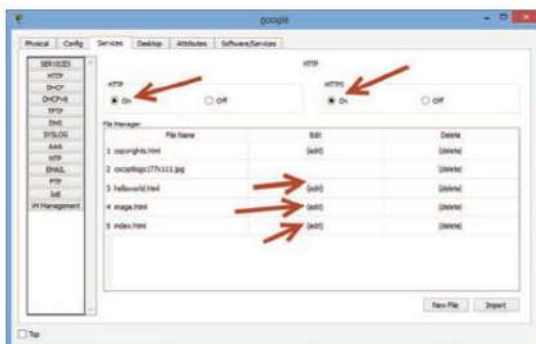 google
Physical Config Services Desktop Attributes Software/Services
SERVICES
HTTP
DHCP
DHCPv6
TFTP
DNS
SYSLOG
AAA
NTP
EMAIL
FTP
IoE
VM Management
HTTP
HTTP
On Off
HTTPS
On Off
File Manager
File Name Edit Delete
1 copyrights.html (edit) (delete)
2 cscoptlogo177x111.jpg (delete)
3 helloworld.html (edit) (delete)
4 image.html (edit) (delete)
5 index.html (edit) (delete)
New File Import
Top